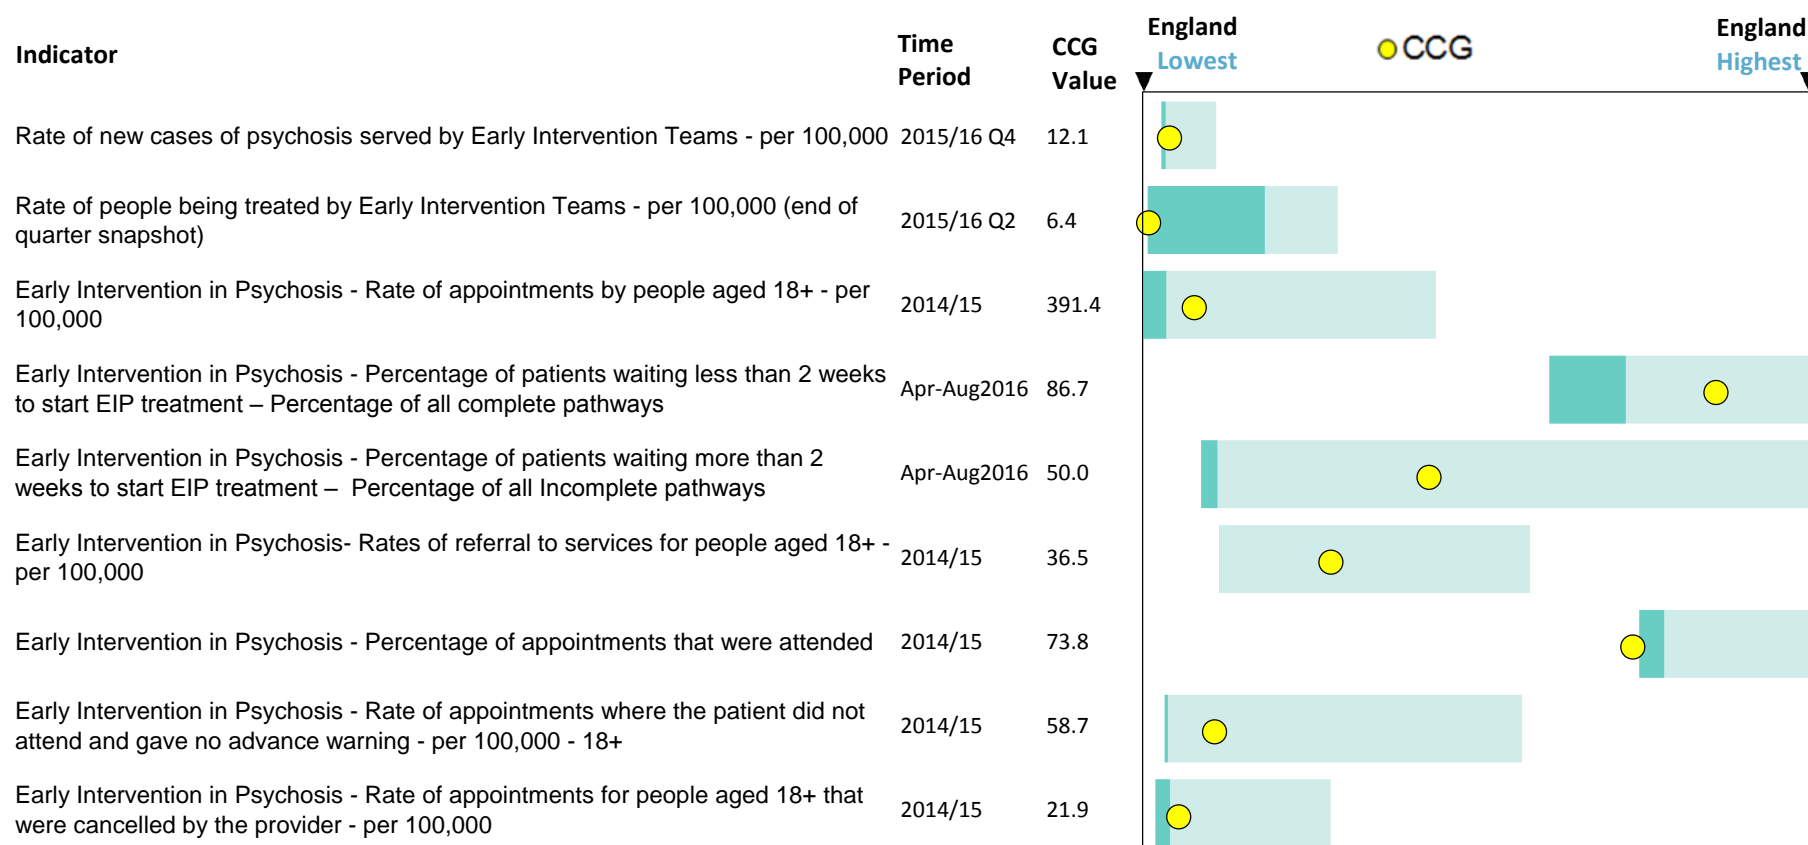 Indicator
Time Period
CCG Value
England Lowest
CCG
England Highest
Rate of new cases of psychosis served by Early Intervention Teams - per 100,000 2015/16 Q4 12.1
Rate of people being treated by Early Intervention Teams - per 100,000 (end of
quarter snapshot) 2015/16 Q2 6.4
Early Intervention in Psychosis - Rate of appointments by people aged 18+ - per
100,000 2014/15 391.4
Early Intervention in Psychosis - Percentage of patients waiting less than 2 weeks
to start EIP treatment – Percentage of all complete pathways Apr-Aug2016 86.7
Early Intervention in Psychosis - Percentage of patients waiting more than 2
weeks to start EIP treatment – Percentage of all Incomplete pathways Apr-Aug2016 50.0
Early Intervention in Psychosis- Rates of referral to services for people aged 18+ -
per 100,000 2014/15 36.5
Early Intervention in Psychosis - Percentage of appointments that were attended 2014/15 73.8
Early Intervention in Psychosis - Rate of appointments where the patient did not
attend and gave no advance warning - per 100,000 - 18+ 2014/15 58.7
Early Intervention in Psychosis - Rate of appointments for people aged 18+ that
were cancelled by the provider - per 100,000 2014/15 21.9